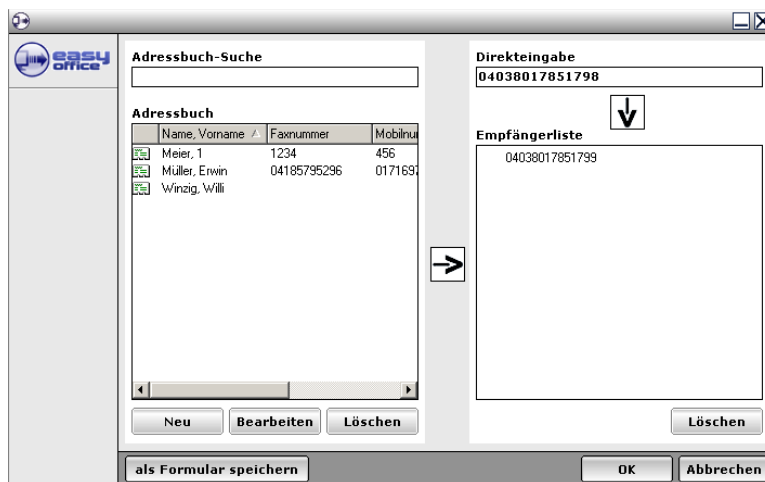 easy
office
Adressbuch-Suche
Adressbuch
Name, Vorname Faxnummer Mobilnu
Meier, 1 1234 456
Müller, Erwin 04185795296 017169
Winzig, Willi
Neu Bearbeiten Löschen
Direkteingabe
04038017851798
Empfängerliste
04038017851799
Löschen
als Formular speichern OK Abbrechen